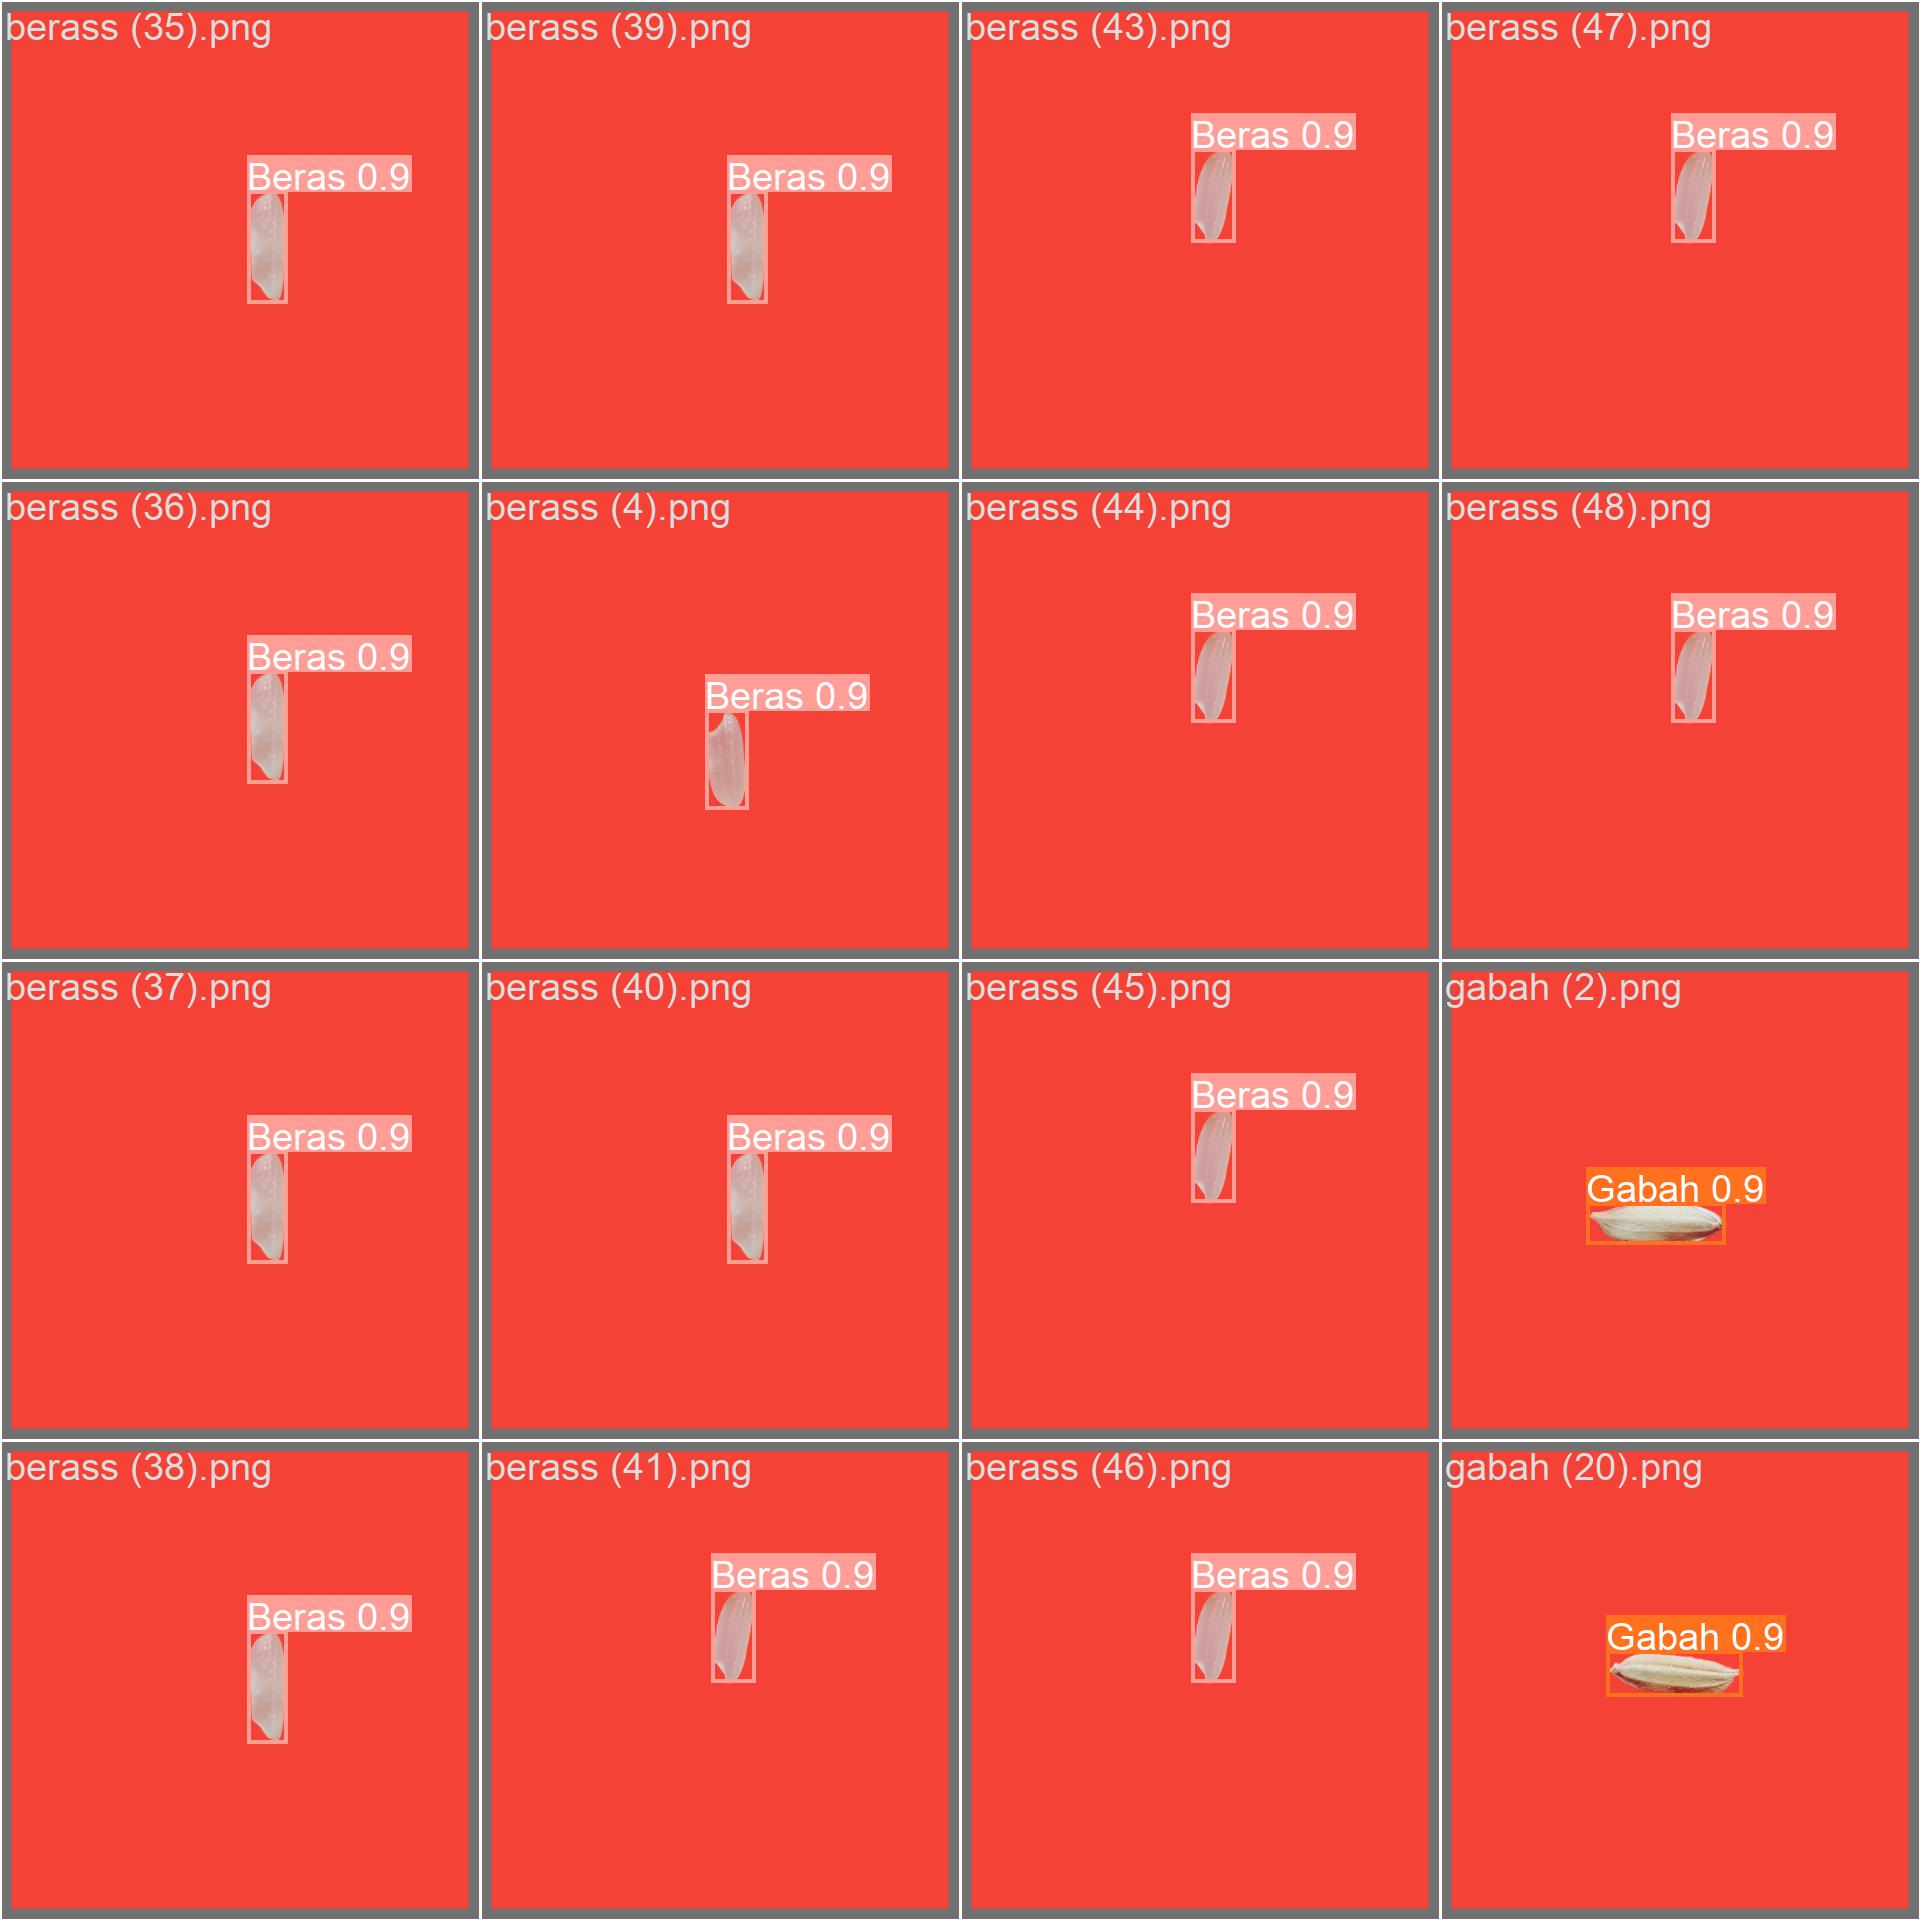 berass (35).png
Beras 0.9
berass (39).png
Beras 0.9
berass (43).png
Beras 0.9
berass (47).png
Beras 0.9
berass (36).png
Beras 0.9
berass (4).png
Beras 0.9
berass (44).png
Beras 0.9
berass (48).png
Beras 0.9
berass (37).png
Beras 0.9
berass (40).png
Beras 0.9
berass (45).png
Beras 0.9
gabah (2).png
Gabah 0.9
berass (38).png
Beras 0.9
berass (41).png
Beras 0.9
berass (46).png
Beras 0.9
gabah (20).png
Gabah 0.9